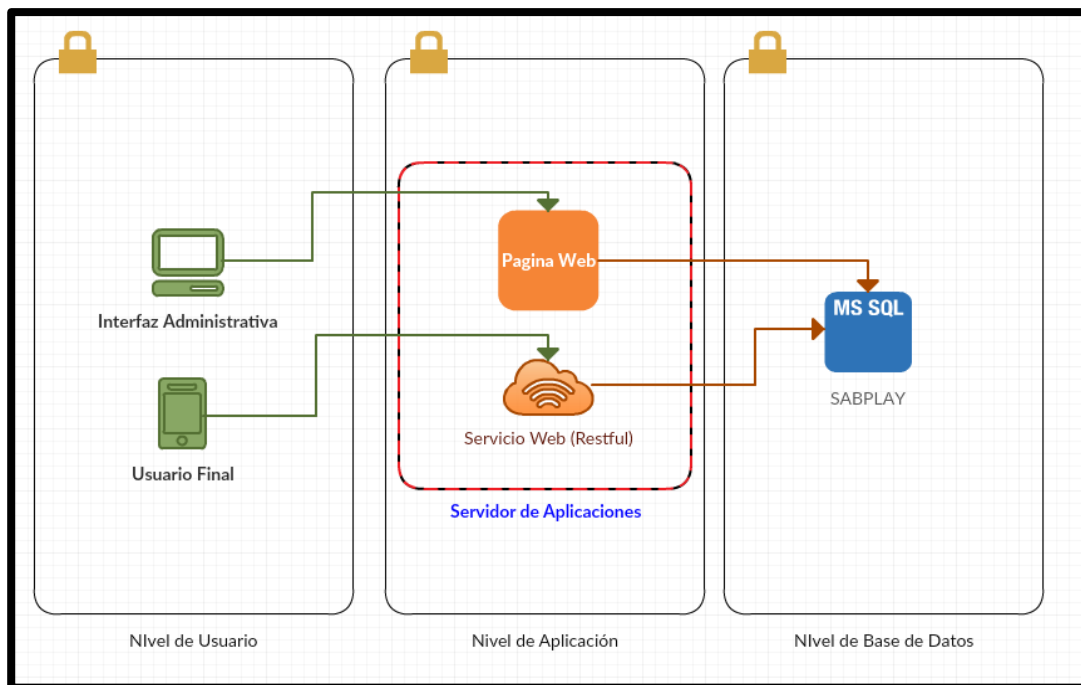 Pagina Web
MS SQL
Interfaz Administrativa
SABPLAY
Servicio Web (Restful)
Usuario Final
Servidor de Aplicaciones
NIvel de Usuario
Nivel de Aplicación
NIvel de Base de Datos